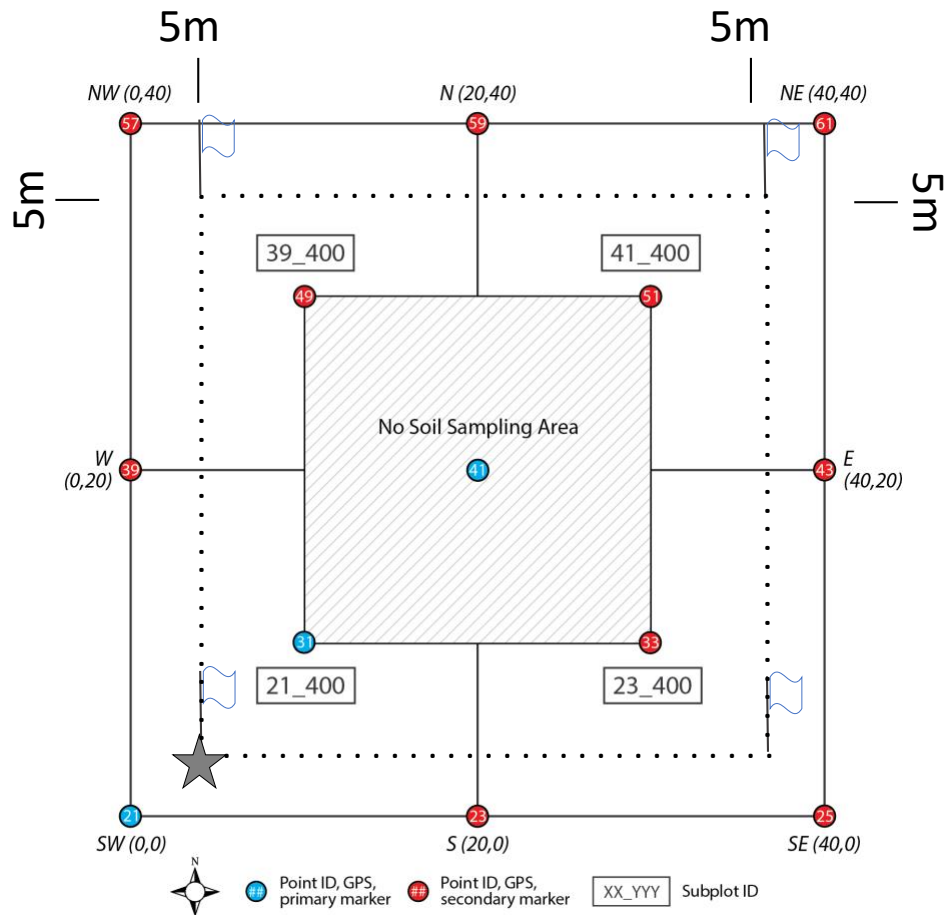 5m
5m
NW (0,40)
N (20,40)
NE (40,40)
57
59
61
5m
5m
39_400
41_400
49
51
No Soil Sampling Area
W
(0,20)
39
41
43
E
(40,20)
31
33
21_400
23_400
21
23
25
SW (0,0)
S (20,0)
SE (40,0)
N
##
Point ID, GPS,
primary marker
##
Point ID, GPS,
secondary marker
XX_YYY
Subplot ID